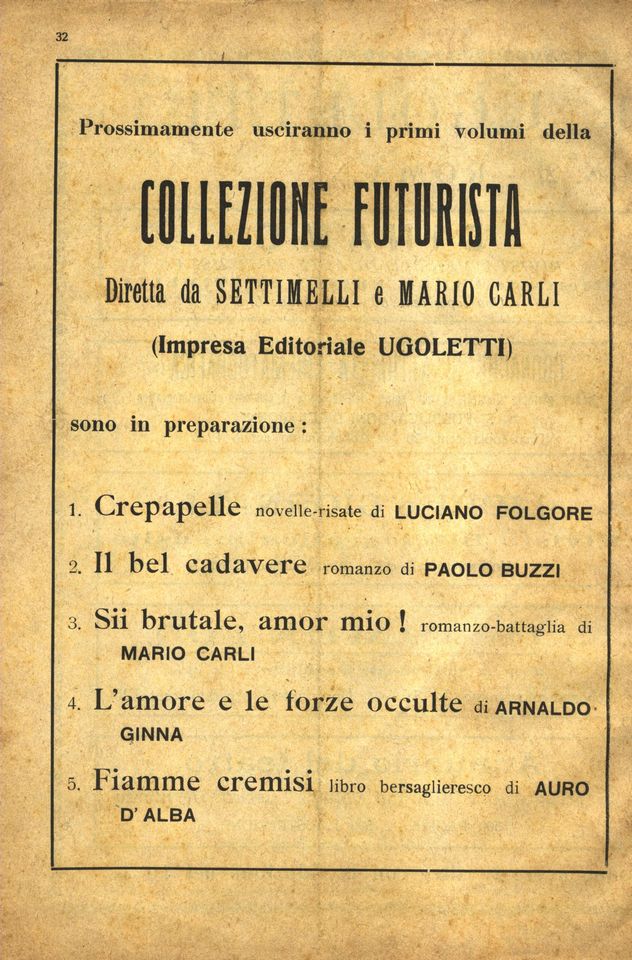 32
Prossimamente usciranno i primi volumi della
COLLEZIONE FUTURISTA
Diretta da SETTIMELLI e MARIO CARLI
(Impresa Editoriale UGOLETTI)
sono in preparazione :
1. Crepapelle novelle-risate di LUCIANO FOLGORE
2. Il bel cadavere romanzo di PAOLO BUZZI
3. Sii brutale, amor mio ! romanzo-battaglia di
MARIO CARLI
4. L'amore e le forze occulte di ARNALDO
GINNA
5. Fiamme cremisi libro bersaglieresco di AURO
D' ALBA